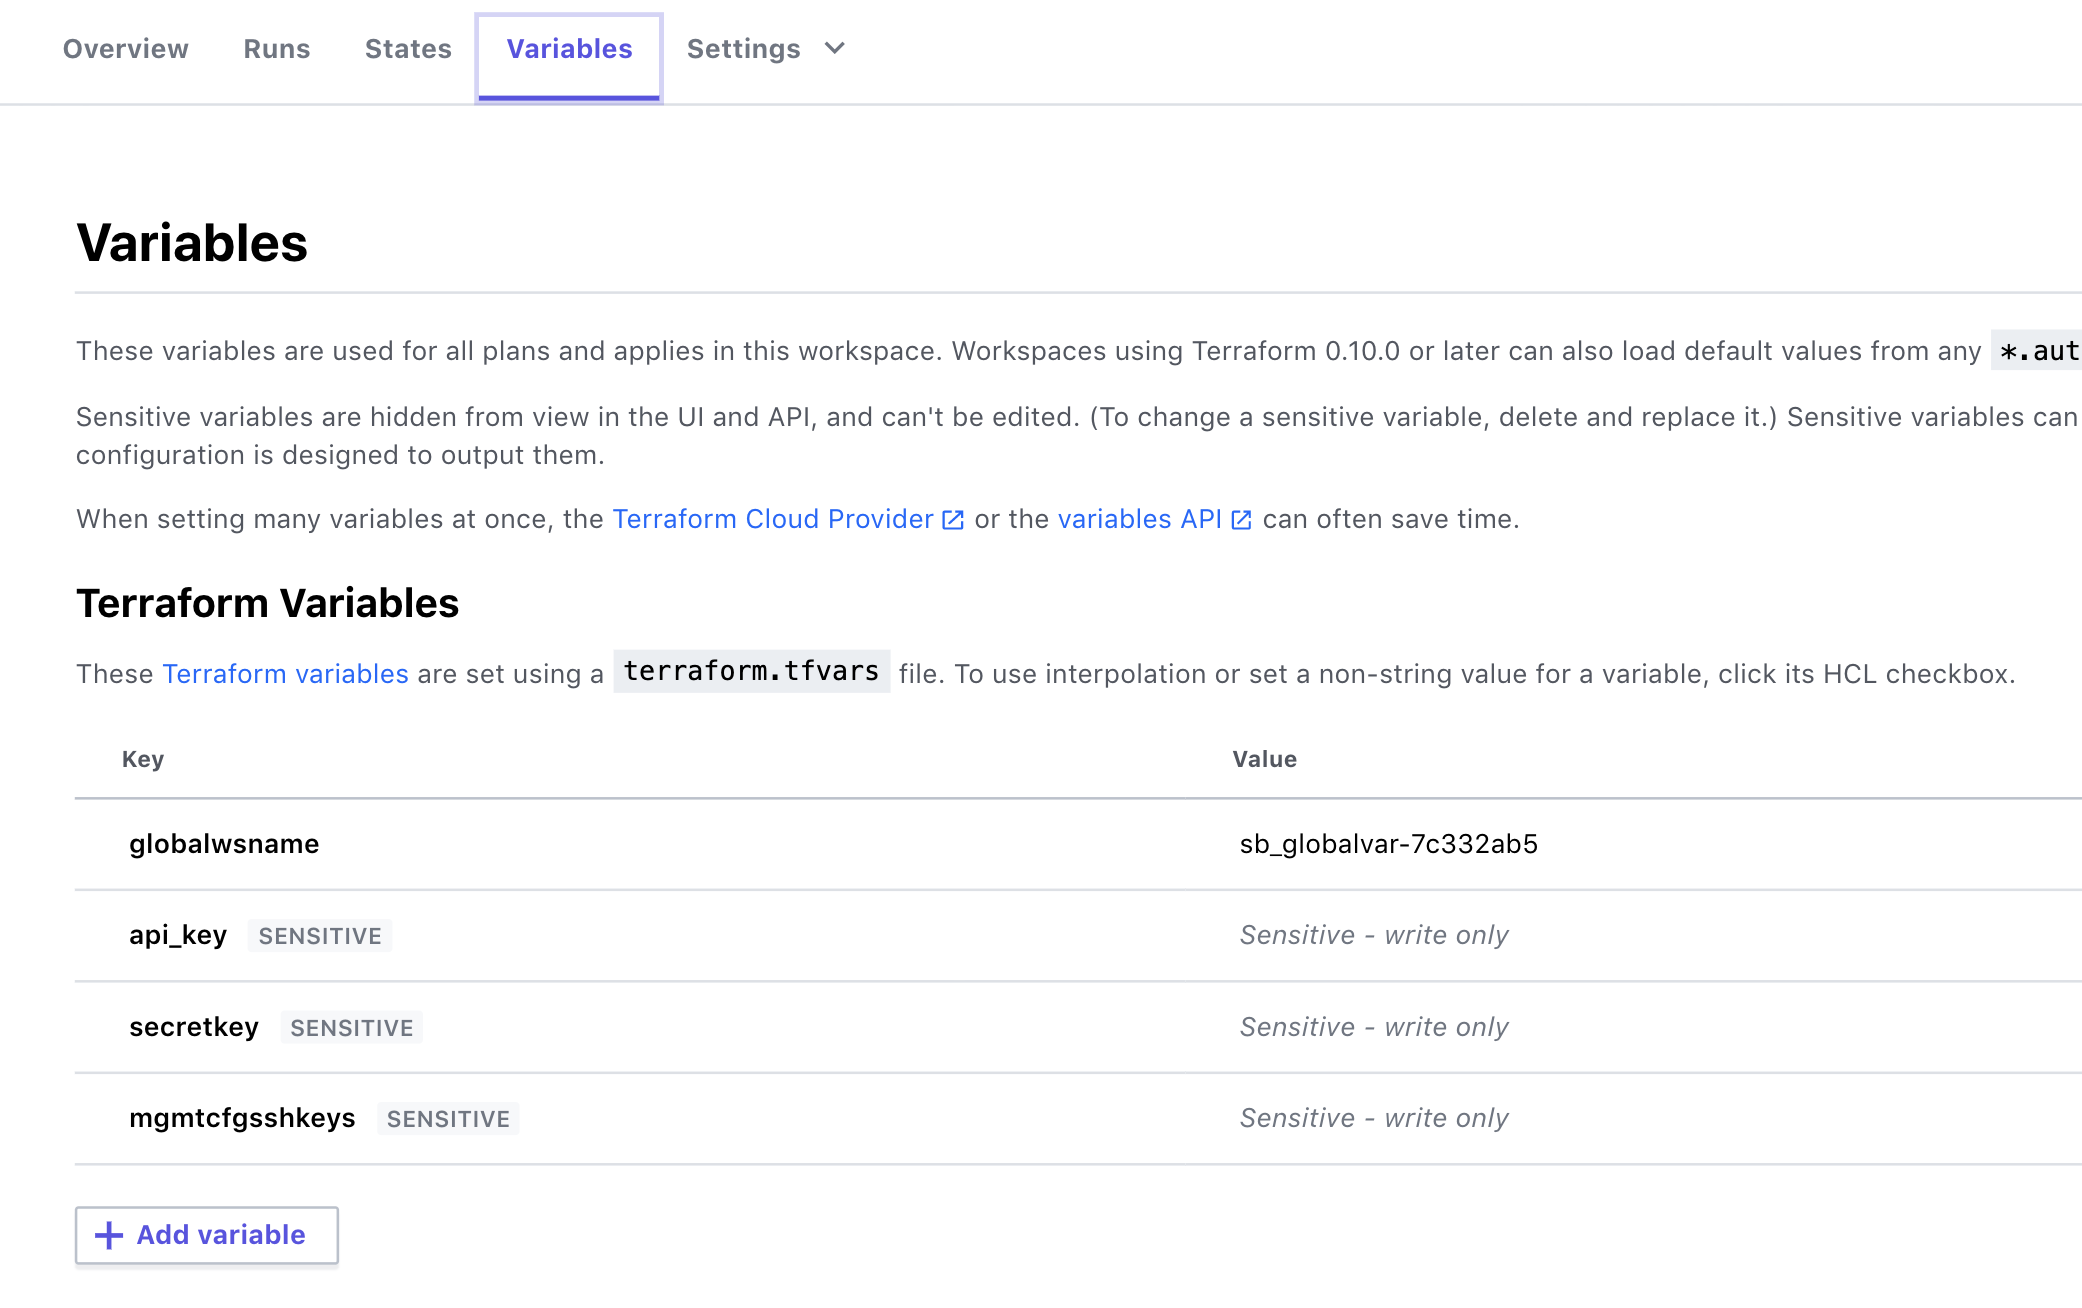 Overview Runs States Variables Settings
Variables
These variables are used for all plans and applies in this workspace. Workspaces using Terraform 0.10.0 or later can also load default values from any *.aut
Sensitive variables are hidden from view in the UI and API, and can't be edited. (To change a sensitive variable, delete and replace it.) Sensitive variables can
configuration is designed to output them.
When setting many variables at once, the Terraform Cloud Provider or the variables API can often save time.
Terraform Variables
These Terraform variables are set using a terraform.tfvars file. To use interpolation or set a non-string value for a variable, click its HCL checkbox.
Key Value
globalwsname sb_globalvar-7c332ab5
api_key SENSITIVE Sensitive - write only
secretkey SENSITIVE Sensitive - write only
mgmtcfgsshkeys SENSITIVE Sensitive - write only
+ Add variable